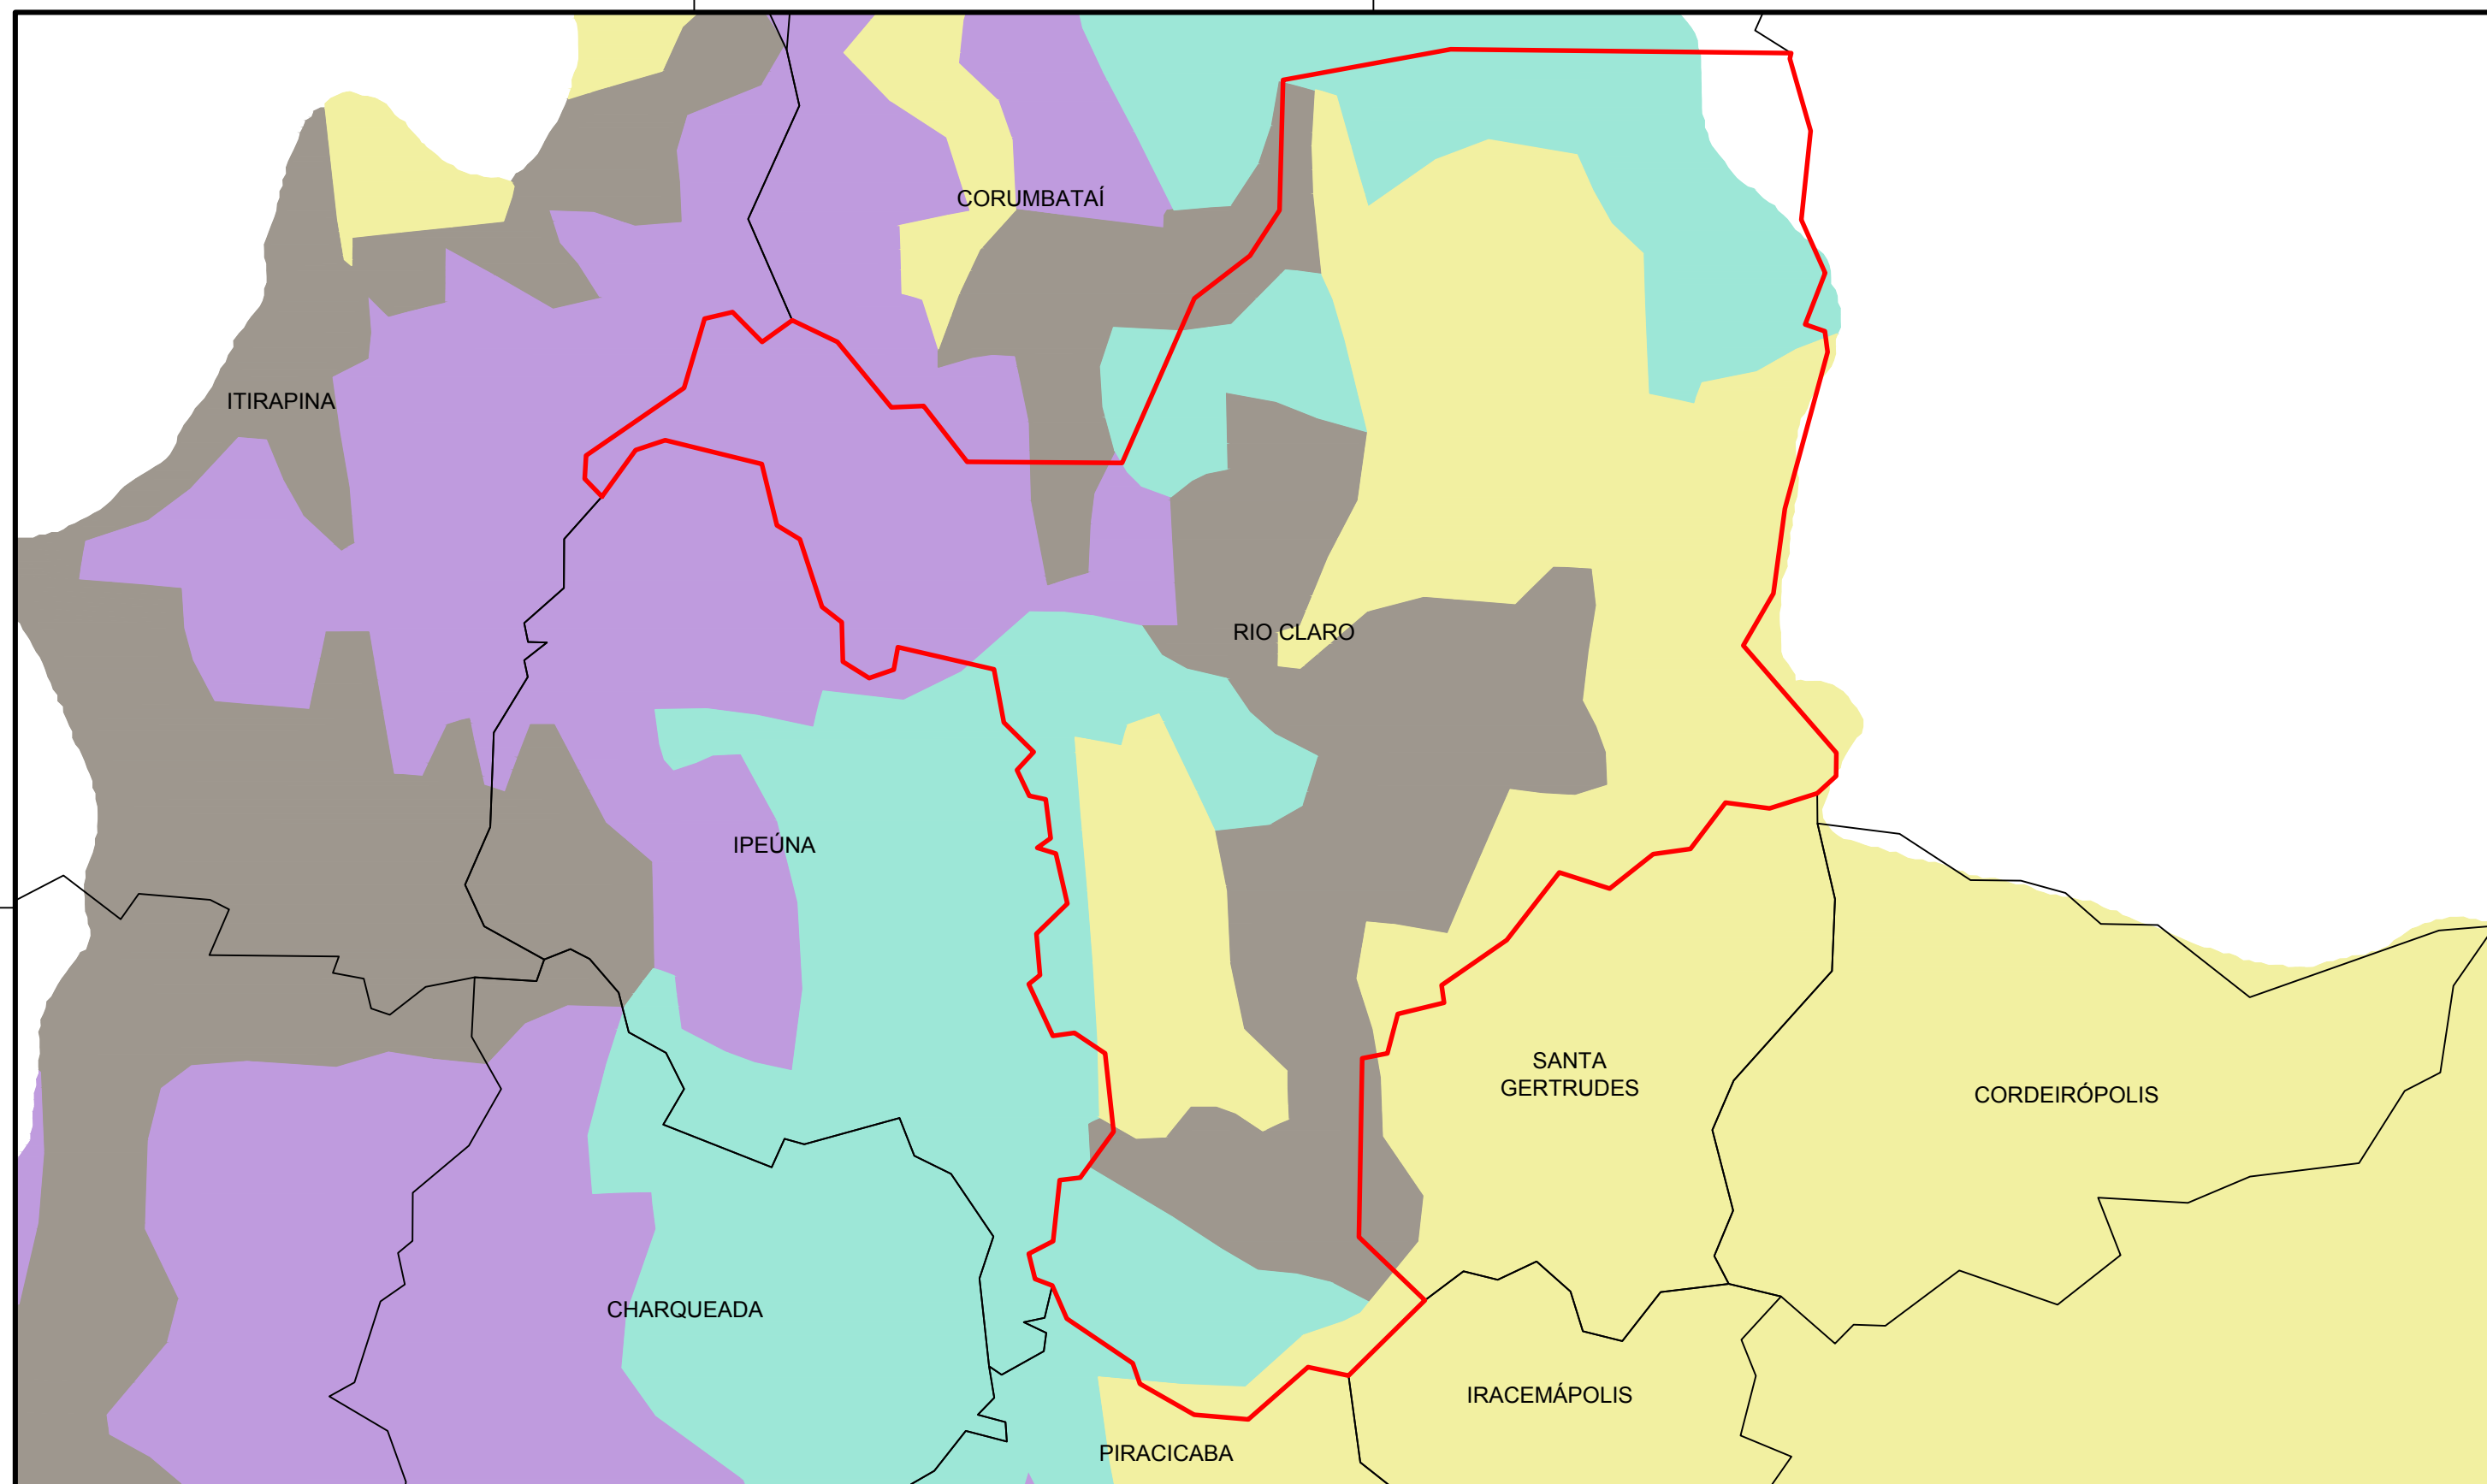 CORUMBATAÍ
ITIRAPINA
RIO CLARO
IPEÚNA
SANTA
GERTRUDES
CORDEIRÓPOLIS
CHARQUEADA
IRACEMÁPOLIS
PIRACICABA